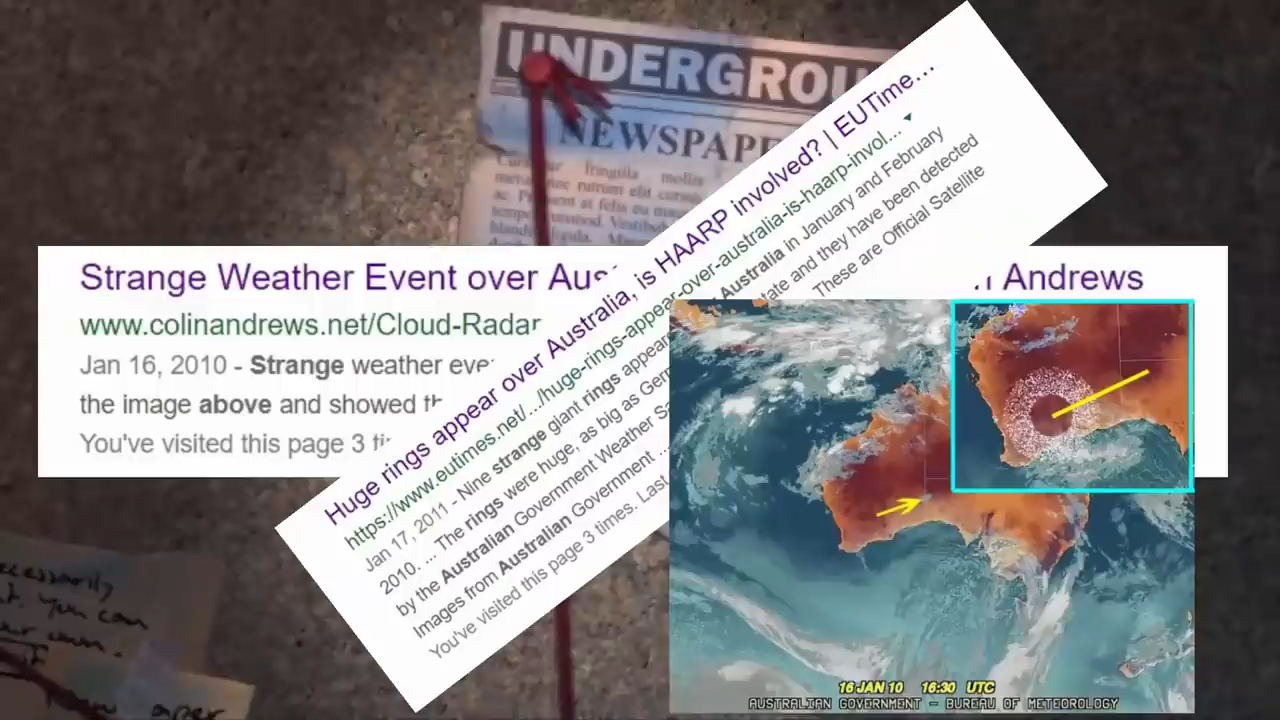 UNDERGROU
NEWSPAPE
Strange Weather Event over Aus
n Andrews
www.colinandrews.net/Cloud-Radar
Jan 16, 2010 - Strange weather eve
the image above and showed th
You've visited this page 3 ti
Huge rings appear over Australia, is HAARP involved? | EUTime...
https://www.eutimes.net/.../huge-rings-appear-over-australia-is-haarp-invol...
Jan 17, 2011 - Nine strange giant rings appear Australia in January and February
2010. ... The rings were huge, as big as Germ tate and they have been detected
by the Australian Government Weather Sa These are Official Satellite
Images from Australian Government ...
You've visited this page 3 times. Last
16 JAN 10 16:30 UTC
AUSTRALIAN GOVERNMENT - BUREAU OF METEOROLOGY